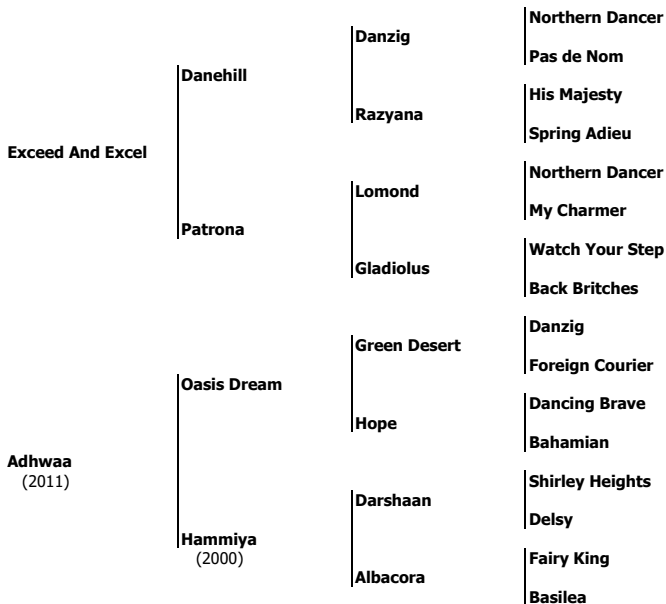 Northern Dancer
Danzig
Pas de Nom
Danehill
His Majesty
Razyana
Spring Adieu
Exceed And Excel
Northern Dancer
Lomond
My Charmer
Patrona
Watch Your Step
Gladiolus
Back Britches
Danzig
Green Desert
Foreign Courier
Oasis Dream
Dancing Brave
Hope
Bahamian
Adhwaa
(2011)
Shirley Heights
Darshaan
Delsy
Hammiya
(2000)
Fairy King
Albacora
Basilea